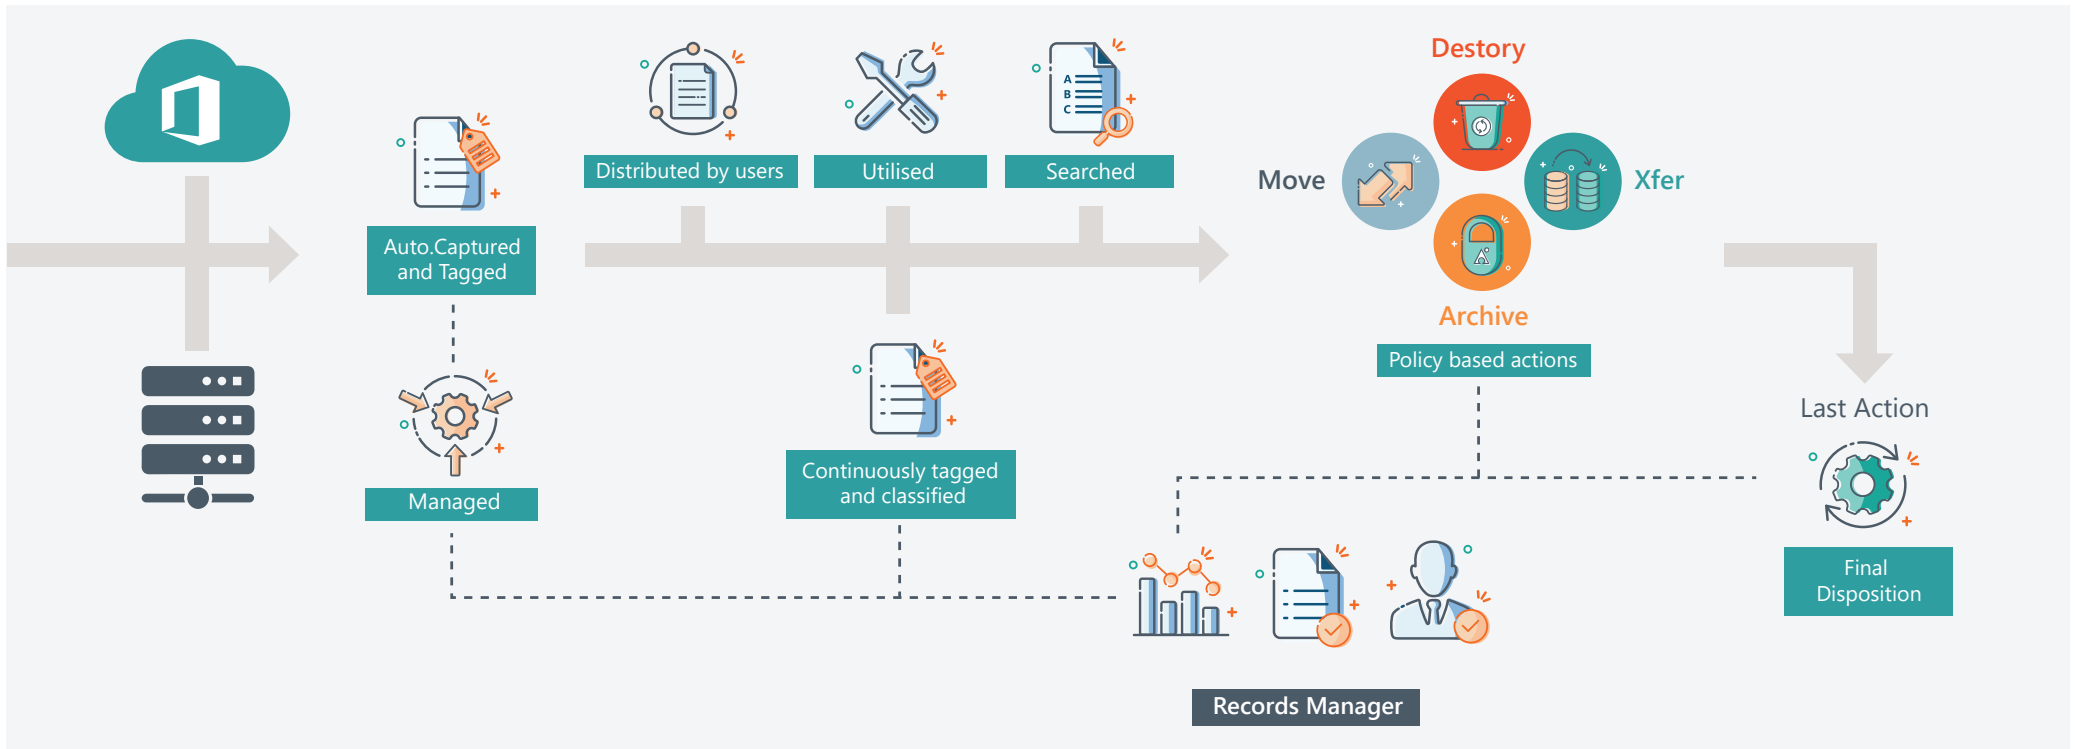 Auto.Captured
and Tagged
Managed
Distributed by users
Utilised
Searched
A
B
C
Continuously tagged
and classified
Destory
Move
Xfer
Archive
Policy based actions
Last Action
Final
Disposition
Records Manager